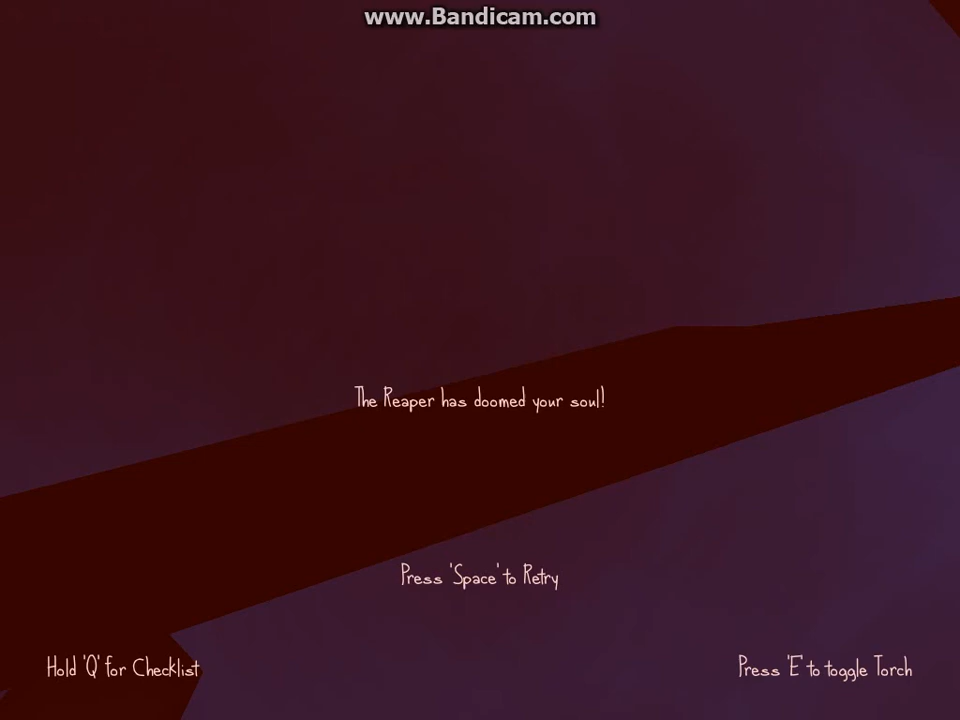 www.Bandicam.com
The Reaper has doomed your soul!
Press 'Space' to Retry
Hold 'Q' for Checklist
Press 'E' to toggle Torch